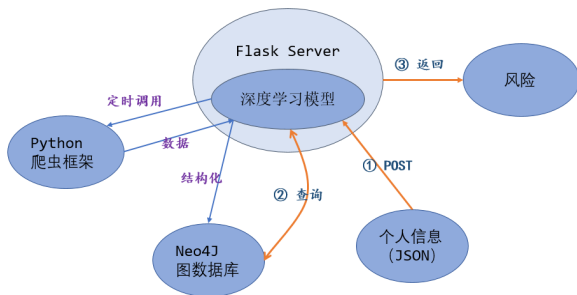 Flask Server
③ 返回
风险
深度学习模型
定时调用
Python
爬虫框架
数据
① POST
结构化
② 查询
Neo4J
图数据库
个人信息
(JSON)